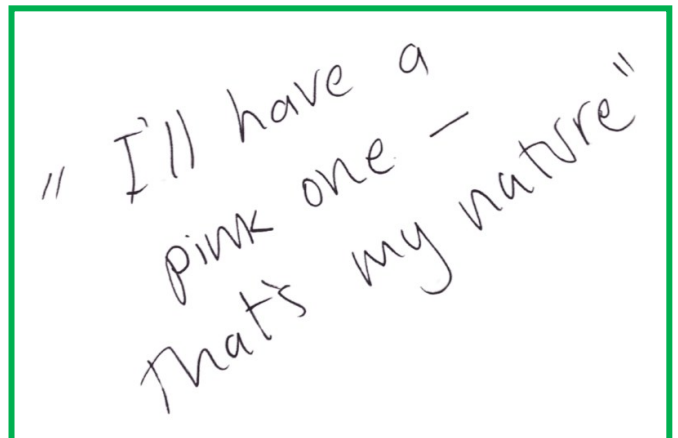 "I'll have a
pink one –
That's my nature"